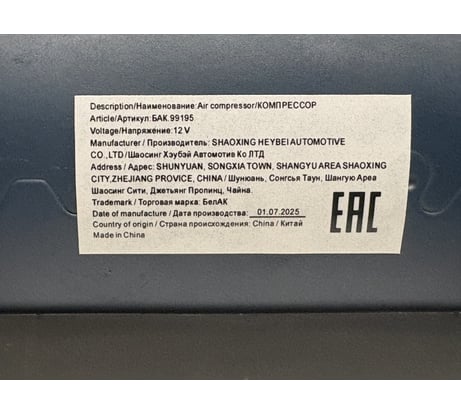 Description/Наименование:Air compressor/КОМПРЕССОР
Article/Артикул:БАК.99195
Voltage/Напряжение:12 V
Manufacturer / Производитель: SHAOXING HEYBEI AUTOMOTIVE
CO.,LTD/Шаосинг Хэубэй Автомотив Ко ЛТД
Address / Адрес: SHUNYUAN, SONGXIA TOWN, SHANGYU AREA SHAOXING
CITY,ZHEJIANG PROVICE, CHINA / Шунюань, Сонгсья Таун, Шангую Area
Шаосинг Сити, Джетьянг Пропинц, Чайна.
Trademark / Торговая марка: БелАК
Date of manufacture / Дата производства: 01.07.2025
Country of origin / Страна происхождения: China / Китай
Made in China
EAC